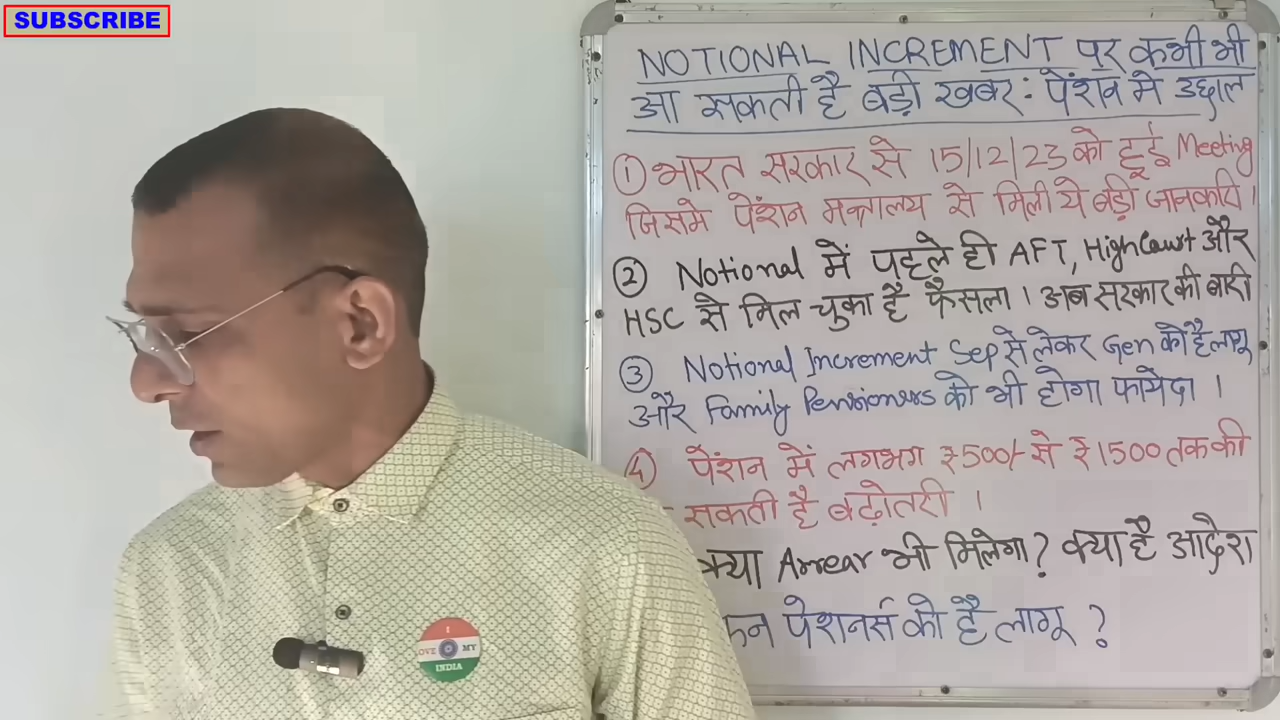 SUBSCRIBE
NOTIONAL INCREMENT पर कभी भी
आ सकती है बड़ी खबर: पेंशन मे उछाल
① भारत सरकार से 15/12/23 को हुई Meeting
जिसमे पेंशन मंत्रालय से मिली ये बड़ी जानकारी।
② Notional में पहले ही AFT, High Court और
HSC से मिल चुका है फैसला। अब सरकार की बारी
③ Notional Increment Sep से लेकर Gen को है लागू
और Family Pensioners को भी होगा फायेदा।
④ पेंशन में लगभग ₹500/- से ₹1500 तक की
सकती है बढ़ोतरी।
क्या Arrear भी मिलेगा? क्या है आदेश
पेंशनर्स को है लागू?
I
LOVE MY
INDIA